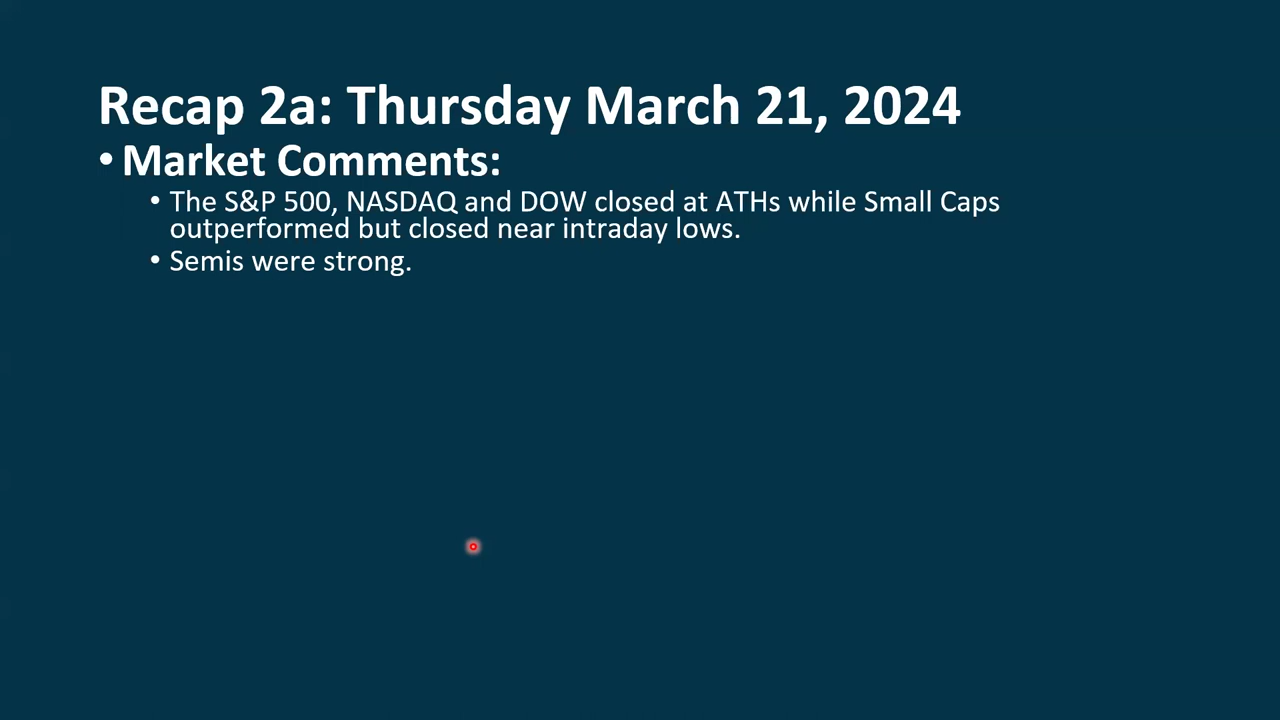 Recap 2a: Thursday March 21, 2024
• Market Comments:
• The S&P 500, NASDAQ and DOW closed at ATHs while Small Caps
outperformed but closed near intraday lows.
• Semis were strong.